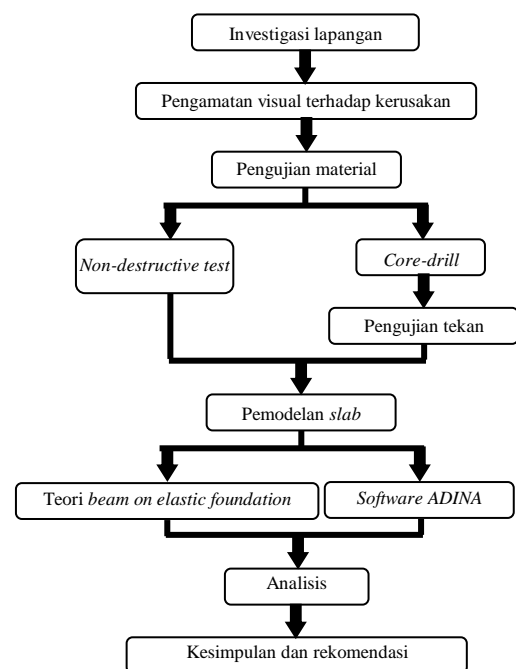 Investigasi lapangan
Pengamatan visual terhadap kerusakan
Pengujian material
Non-destructive test
Core-drill
Pengujian tekan
Pemodelan slab
Teori beam on elastic foundation
Software ADINA
Analisis
Kesimpulan dan rekomendasi